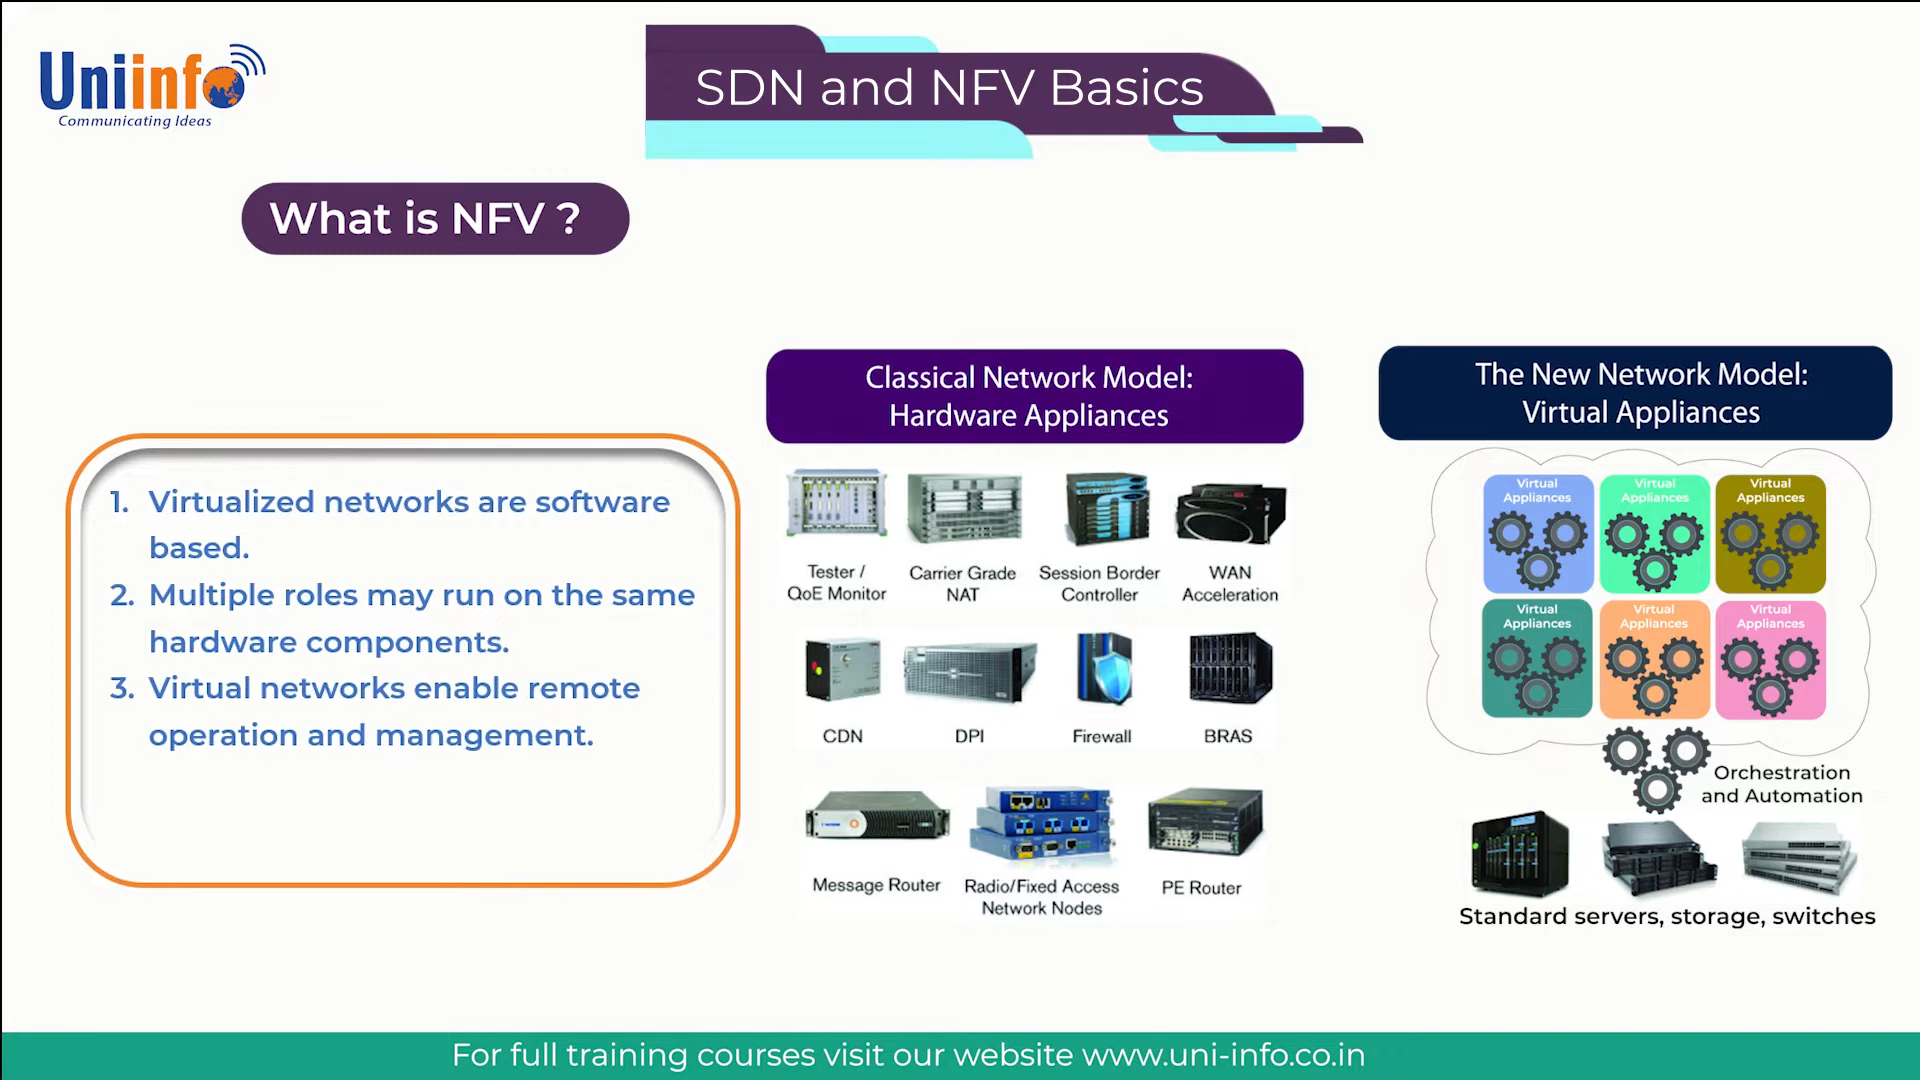 Uniinfo
Communicating Ideas
SDN and NFV Basics
What is NFV ?
1. Virtualized networks are software
based.
2. Multiple roles may run on the same
hardware components.
3. Virtual networks enable remote
operation and management.
Classical Network Model:
Hardware Appliances
Tester /
QoE Monitor
Carrier Grade
NAT
Session Border
Controller
WAN
Acceleration
CDN
DPI
Firewall
BRAS
Message Router
Radio/Fixed Access
Network Nodes
PE Router
The New Network Model:
Virtual Appliances
Virtual
Appliances
Virtual
Appliances
Virtual
Appliances
Virtual
Appliances
Virtual
Appliances
Virtual
Appliances
Orchestration
and Automation
Standard servers, storage, switches
For full training courses visit our website www.uni-info.co.in